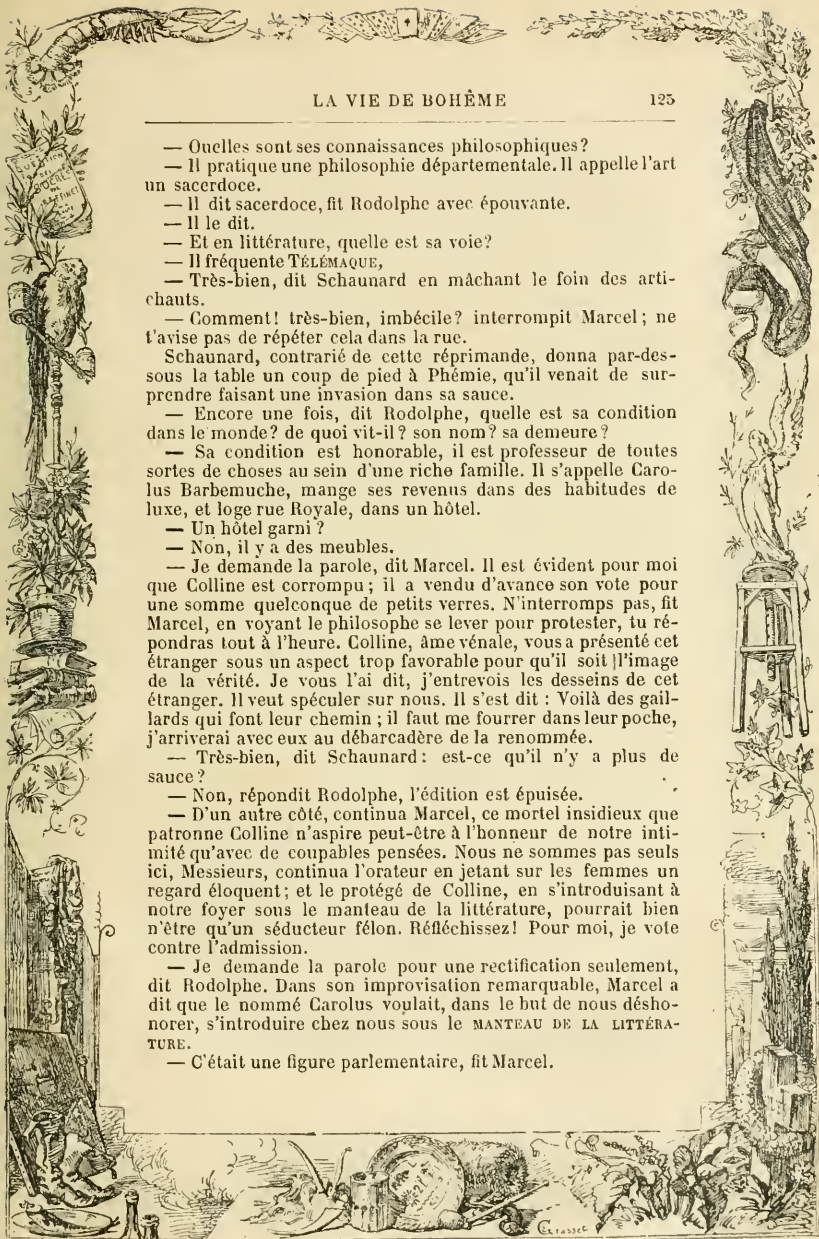 LA VIE DE BOHÊME 125
— Quelles sont ses connaissances philosophiques?
— Il pratique une philosophie départementale. Il appelle l'art
un sacerdoce.
— Il dit sacerdoce, fit Rodolphe avec épouvante.
— Il le dit.
— Et en littérature, quelle est sa voie?
— Il fréquente TÉLÉMAQUE,
— Très-bien, dit Schaunard en mâchant le foin des arti-
chauts.
— Comment! très-bien, imbécile? interrompit Marcel; ne
t'avise pas de répéter cela dans la rue.
Schaunard, contrarié de cette réprimande, donna par-des-
sous la table un coup de pied à Phémie, qu'il venait de sur-
prendre faisant une invasion dans sa sauce.
— Encore une fois, dit Rodolphe, quelle est sa condition
dans le monde? de quoi vit-il? son nom? sa demeure?
— Sa condition est honorable, il est professeur de toutes
sortes de choses au sein d'une riche famille. Il s'appelle Caro-
lus Barbemuche, mange ses revenus dans des habitudes de
luxe, et loge rue Royale, dans un hôtel.
— Un hôtel garni?
— Non, il y a des meubles.
— Je demande la parole, dit Marcel. Il est évident pour moi
que Colline est corrompu; il a vendu d'avance son vote pour
une somme quelconque de petits verres. N'interromps pas, fit
Marcel, en voyant le philosophe se lever pour protester, tu ré-
pondras tout à l'heure. Colline, âme vénale, vous a présenté cet
étranger sous un aspect trop favorable pour qu'il soit |l'image
de la vérité. Je vous l'ai dit, j'entrevois les desseins de cet
étranger. Il veut spéculer sur nous. Il s'est dit : Voilà des gail-
lards qui font leur chemin; il faut me fourrer dans leur poche,
j'arriverai avec eux au débarcadère de la renommée.
— Très-bien, dit Schaunard: est-ce qu'il n'y a plus de
sauce?
— Non, répondit Rodolphe, l'édition est épuisée.
— D'un autre côté, continua Marcel, ce mortel insidieux que
patronne Colline n'aspire peut-être à l'honneur de notre inti-
mité qu'avec de coupables pensées. Nous ne sommes pas seuls
ici, Messieurs, continua l'orateur en jetant sur les femmes un
regard éloquent; et le protégé de Colline, en s'introduisant à
notre foyer sous le manteau de la littérature, pourrait bien
n'être qu'un séducteur félon. Réfléchissez! Pour moi, je vote
contre l'admission.
— Je demande la parole pour une rectification seulement,
dit Rodolphe. Dans son improvisation remarquable, Marcel a
dit que le nommé Carolus voulait, dans le but de nous désho-
norer, s'introduire chez nous sous le MANTEAU DE LA LITTÉRA-
TURE.
— C'était une figure parlementaire, fit Marcel.